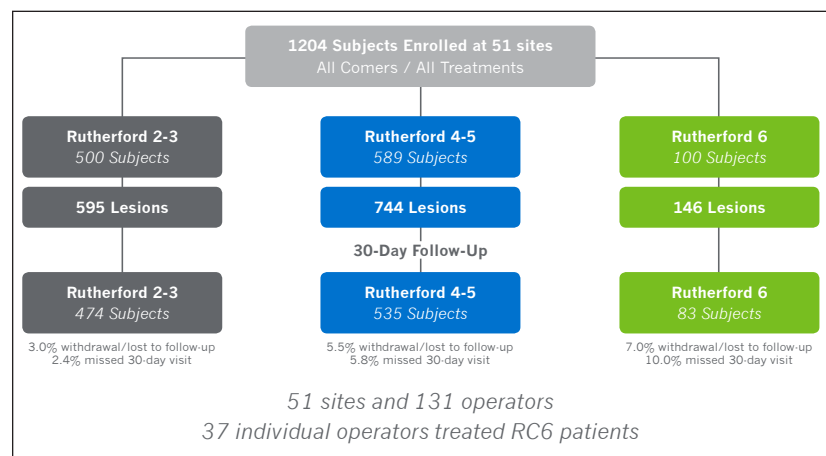 1204 Subjects Enrolled at 51 sites
All Comers / All Treatments
Rutherford 2-3
500 Subjects
Rutherford 4-5
589 Subjects
Rutherford 6
100 Subjects
595 Lesions
744 Lesions
146 Lesions
30-Day Follow-Up
Rutherford 2-3
474 Subjects
Rutherford 4-5
535 Subjects
Rutherford 6
83 Subjects
3.0% withdrawal/lost to follow-up
2.4% missed 30-day visit
5.5% withdrawal/lost to follow-up
5.8% missed 30-day visit
7.0% withdrawal/lost to follow-up
10.0% missed 30-day visit
51 sites and 131 operators
37 individual operators treated RC6 patients